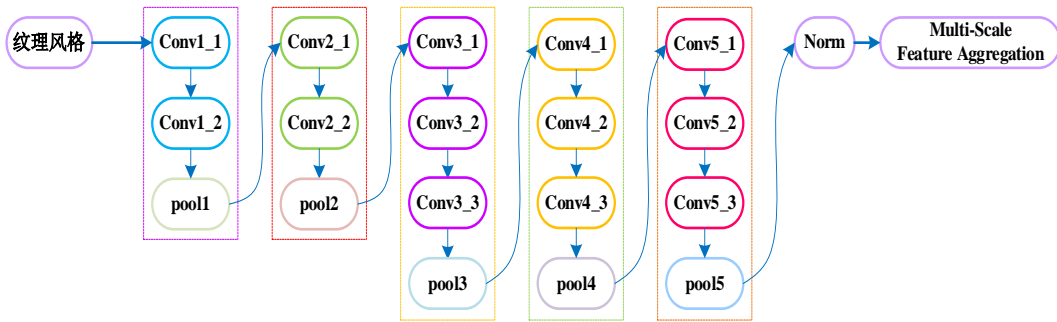 纹理风格
Conv1_1
Conv1_2
pool1
Conv2_1
Conv2_2
pool2
Conv3_1
Conv3_2
Conv3_3
pool3
Conv4_1
Conv4_2
Conv4_3
pool4
Conv5_1
Conv5_2
Conv5_3
pool5
Norm
Multi-Scale
Feature Aggregation